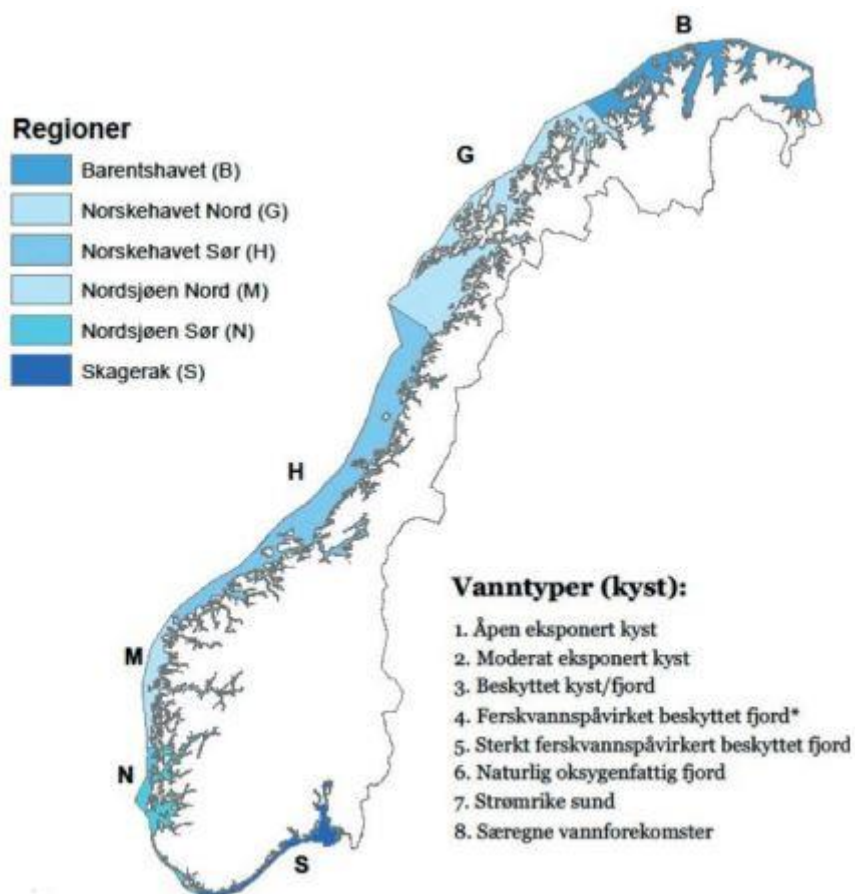 B
Regioner
Barentshavet (B)
Norskehavet Nord (G)
Norskehavet Sør (H)
Nordsjøen Nord (M)
Nordsjøen Sør (N)
Skagerak (S)
G
H
M
N
S
Vanntyper (kyst):
1. Åpen eksponert kyst
2. Moderat eksponert kyst
3. Beskyttet kyst/fjord
4. Ferskvannspåvirket beskyttet fjord*
5. Sterkt ferskvannspåvirkert beskyttet fjord
6. Naturlig oksygenfattig fjord
7. Strømrike sund
8. Særegne vannforekomster